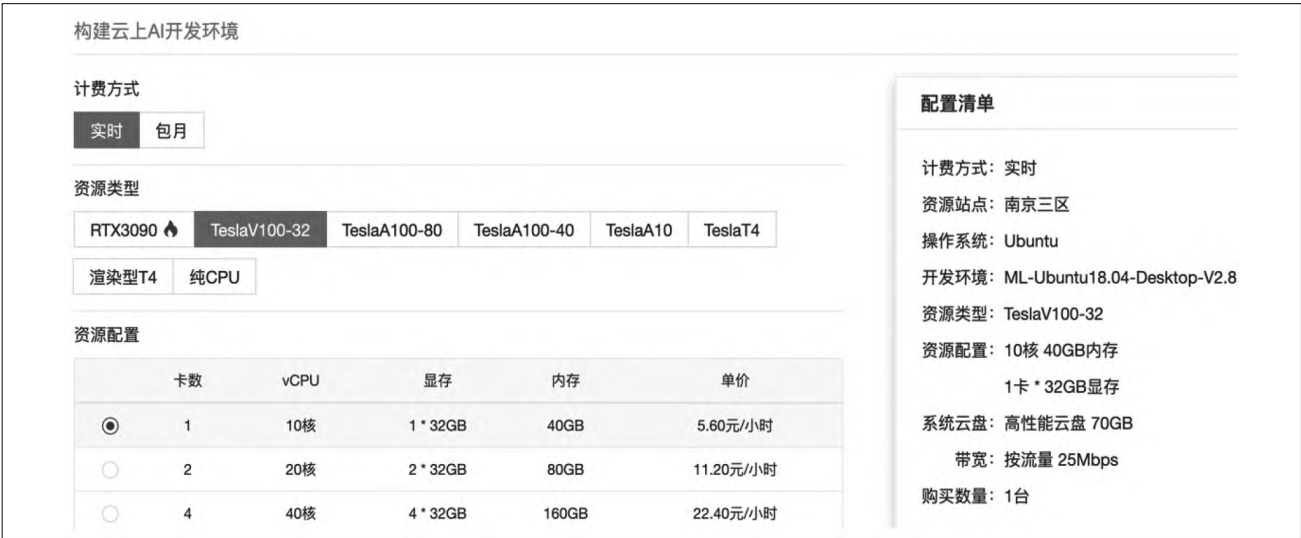 构建云上AI开发环境
计费方式
实时 包月
资源类型
RTX3090 TeslaV100-32 TeslaA100-80 TeslaA100-40 TeslaA10 TeslaT4
渲染型T4 纯CPU
资源配置
卡数 vCPU 显存 内存 单价
1 10核 1 * 32GB 40GB 5.60元/小时
2 20核 2 * 32GB 80GB 11.20元/小时
4 40核 4 * 32GB 160GB 22.40元/小时
配置清单
计费方式：实时
资源站点：南京三区
操作系统：Ubuntu
开发环境：ML-Ubuntu18.04-Desktop-V2.8
资源类型：TeslaV100-32
资源配置：10核 40GB内存
1卡 * 32GB显存
系统云盘：高性能云盘 70GB
带宽：按流量 25Mbps
购买数量：1台